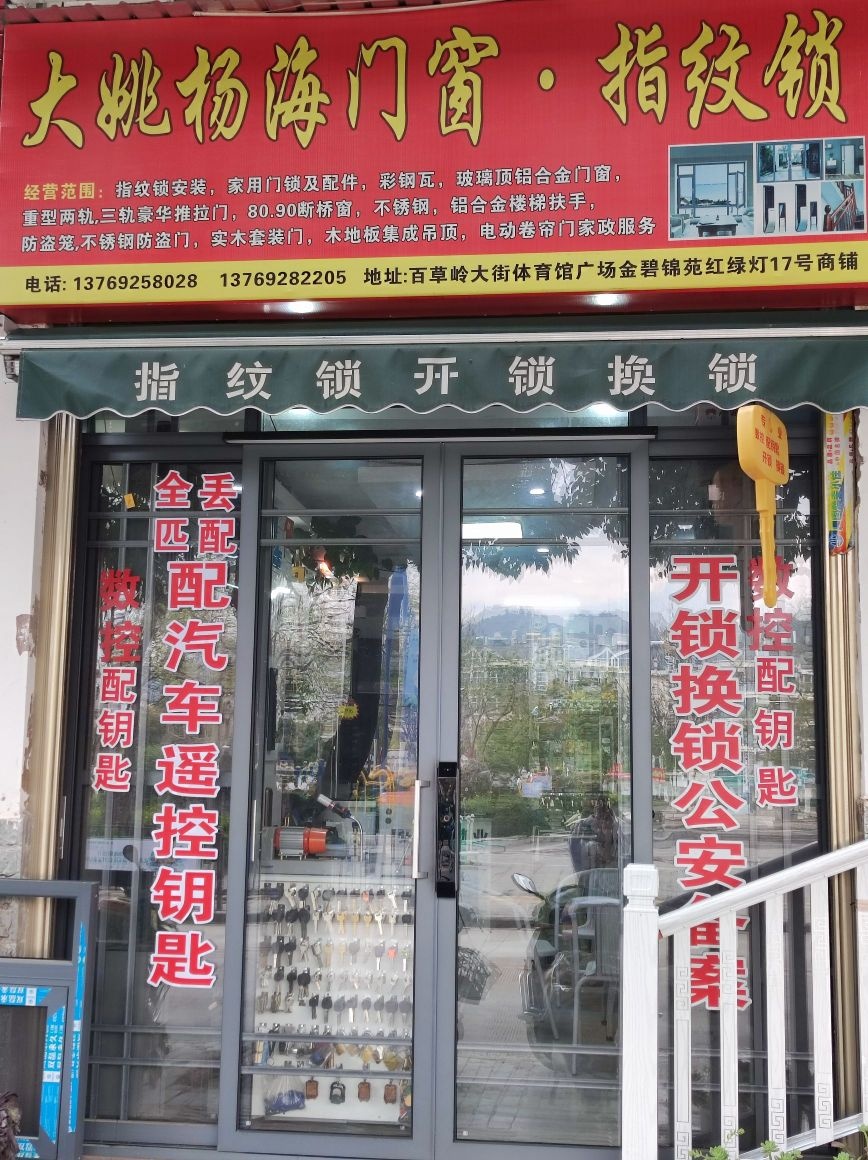 大姚杨海门窗·指纹锁
经营范围：指纹锁安装，家用门锁及配件，彩钢瓦，玻璃顶铝合金门窗，
重型两轨,三轨豪华推拉门，80.90断桥窗，不锈钢，铝合金楼梯扶手，
防盗笼,不锈钢防盗门，实木套装门，木地板集成吊顶，电动卷帘门家政服务
电话: 13769258028 13769282205 地址:百草岭大街体育馆广场金碧锦苑红绿灯17号商铺
指纹锁开锁换锁
数控配钥匙
全丢匹配
配汽车遥控钥匙
开锁换锁公安备案
数控配钥匙